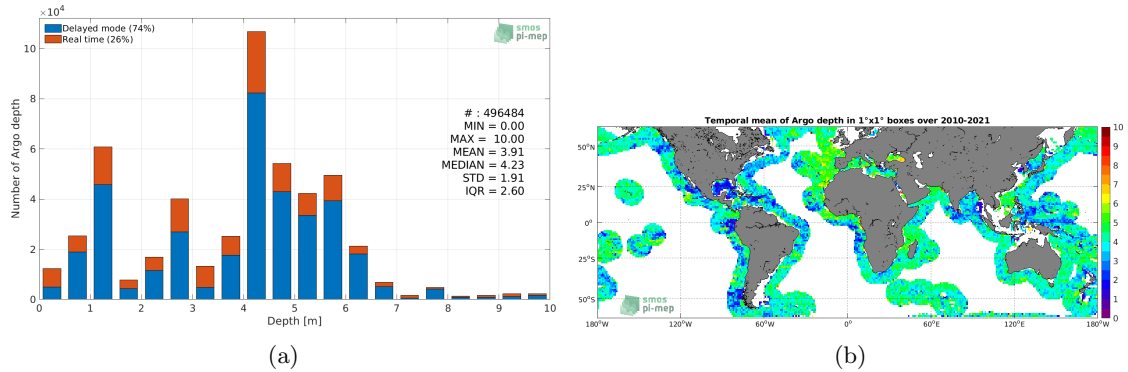 ×10⁴
Delayed mode (74%)
Real time (26%)
smos
pi-mep
10
8
6
4
2
0
Number of Argo depth
# : 496484
MIN = 0.00
MAX = 10.00
MEAN = 3.91
MEDIAN = 4.23
STD = 1.91
IQR = 2.60
0 1 2 3 4 5 6 7 8 9 10
Depth [m]
(a)
Temporal mean of Argo depth in 1°x1° boxes over 2010-2021
50°N
25°N
0°
25°S
50°S
smos
pi-mep
180°W 120°W 60°W 0° 60°E 120°E 180°W
10
9
8
7
6
5
4
3
2
1
0
(b)